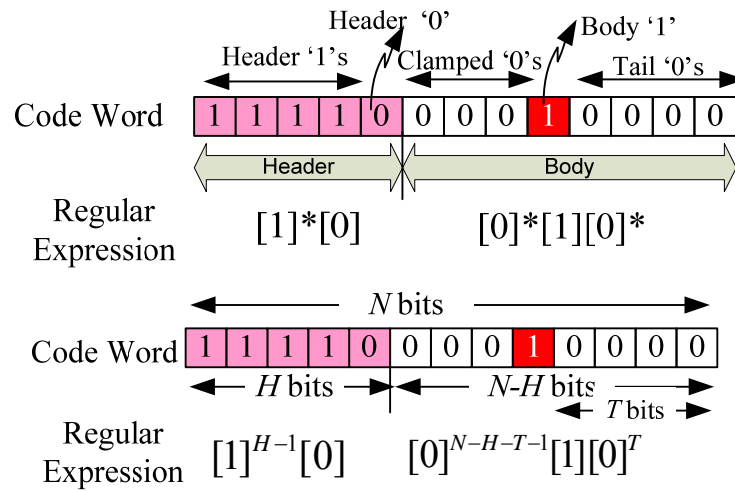 Header ‘0’
Body ‘1’
Header ‘1’s
Clamped ‘0’s
Tail ‘0’s
Code Word
1 1 1 1 0 0 0 0 1 0 0 0 0
Header
Body
Regular
Expression
[1]*[0]
[0]*[1][0]*
N bits
Code Word
1 1 1 1 0 0 0 0 1 0 0 0 0
H bits
N-H bits
T bits
Regular
Expression
[1]^{H-1}[0]
[0]^{N-H-T-1}[1][0]^{T}